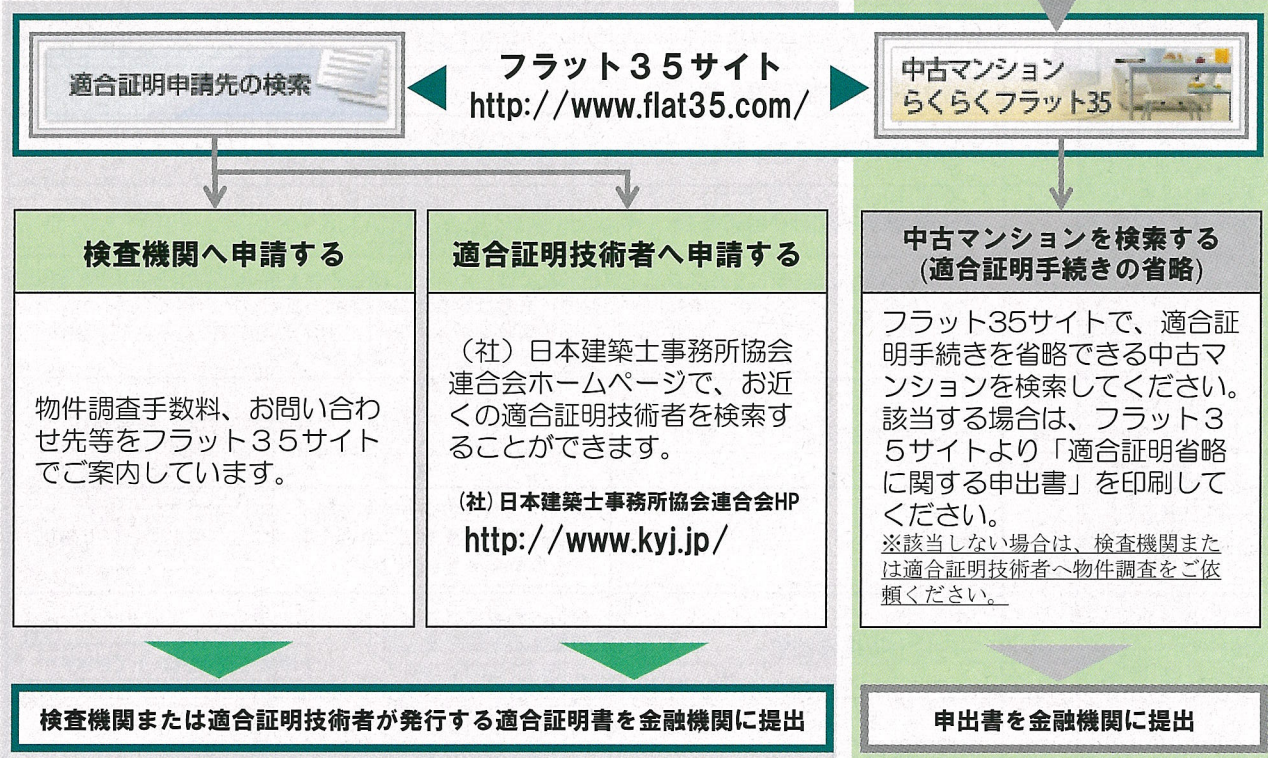 適合証明申請先の検索
フラット３５サイト
http://www.flat35.com/
中古マンション
らくらくフラット35
検査機関へ申請する
物件調査手数料、お問い合わ
せ先等をフラット３５サイト
でご案内しています。
適合証明技術者へ申請する
（社）日本建築士事務所協会
連合会ホームページで、お近
くの適合証明技術者を検索す
ることができます。
(社)日本建築士事務所協会連合会HP
http://www.kyj.jp/
中古マンションを検索する
(適合証明手続きの省略)
フラット35サイトで、適合証
明手続きを省略できる中古マ
ンションを検索してください。
該当する場合は、フラット３
５サイトより「適合証明省略
に関する申出書」を印刷して
ください。
※該当しない場合は、検査機関また
は適合証明技術者へ物件調査をご依
頼ください。
検査機関または適合証明技術者が発行する適合証明書を金融機関に提出
申出書を金融機関に提出